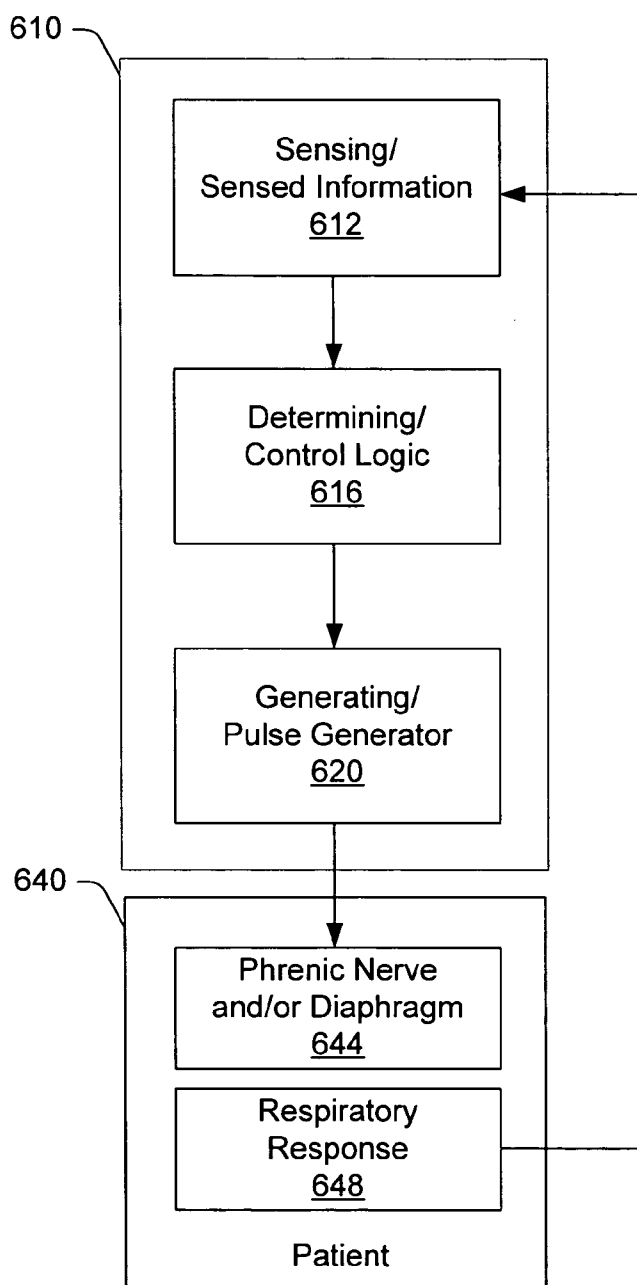 610
Sensing/
Sensed Information
612
Determining/
Control Logic
616
Generating/
Pulse Generator
620
640
Phrenic Nerve
and/or Diaphragm
644
Respiratory
Response
648
Patient